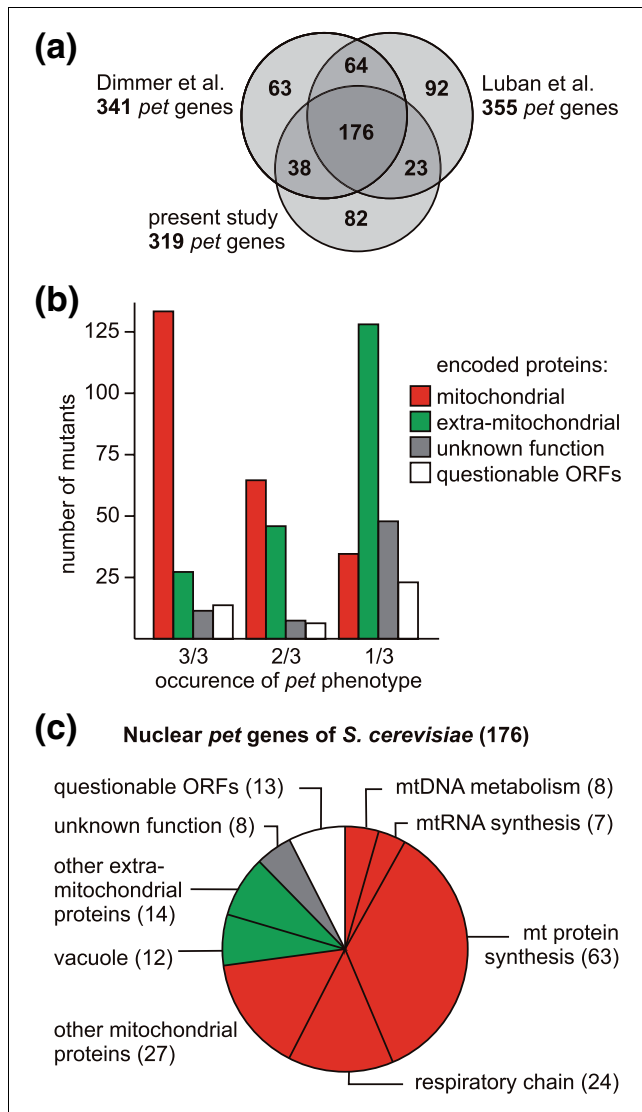 (a)
Dimmer et al.
341 pet genes
63
64
92
Luban et al.
355 pet genes
176
38
23
82
present study
319 pet genes
(b)
number of mutants
125
100
75
50
25
3/3
2/3
1/3
occurence of pet phenotype
encoded proteins:
mitochondrial
extra-mitochondrial
unknown function
questionable ORFs
(c)
Nuclear pet genes of S. cerevisiae (176)
questionable ORFs (13)
unknown function (8)
other extra-
mitochondrial
proteins (14)
vacuole (12)
other mitochondrial
proteins (27)
mtDNA metabolism (8)
mtRNA synthesis (7)
mt protein
synthesis (63)
respiratory chain (24)